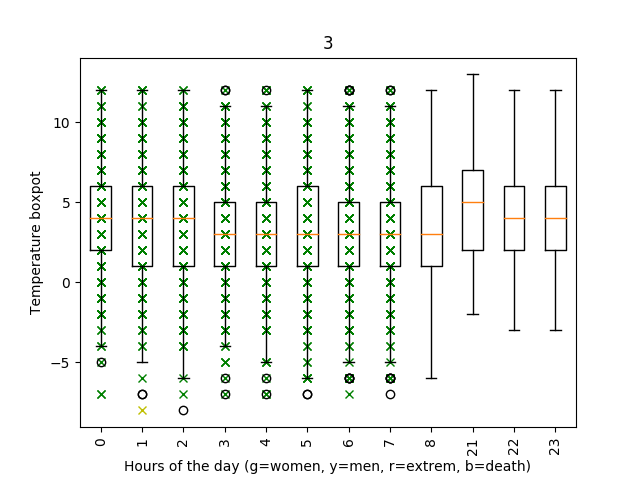 3
Temperature boxpot
10
5
0
−5
0 1 2 3 4 5 6 7 8 21 22 23
Hours of the day (g=women, y=men, r=extrem, b=death)